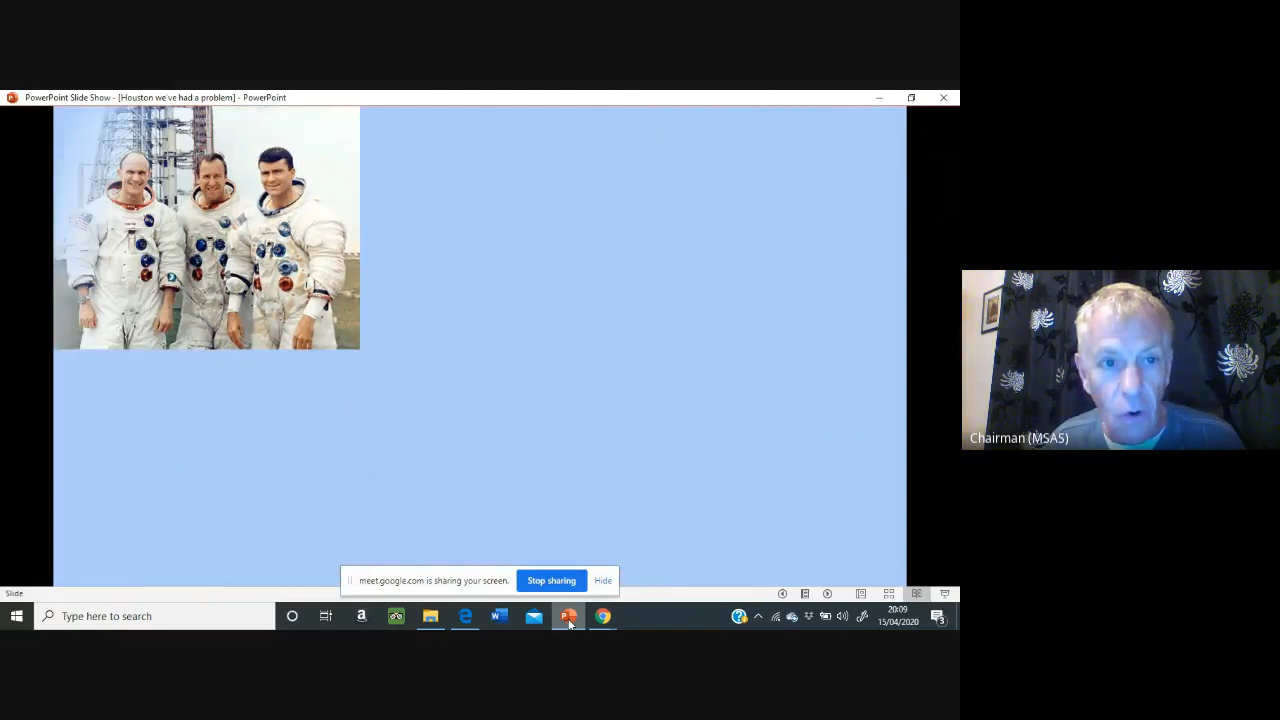 PowerPoint Slide Show - [Houston we've had a problem] - PowerPoint
Chairman (MSAS)
meet.google.com is sharing your screen.
Stop sharing
Hide
Slide
Type here to search
20:09
15/04/2020
3